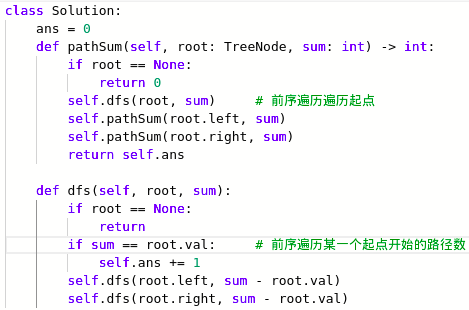 class Solution:
    ans = 0
    def pathSum(self, root: TreeNode, sum: int) -> int:
        if root == None:
            return 0
        self.dfs(root, sum)     # 前序遍历遍历起点
        self.pathSum(root.left, sum)
        self.pathSum(root.right, sum)
        return self.ans

    def dfs(self, root, sum):
        if root == None:
            return
        if sum == root.val:     # 前序遍历某一个起点开始的路径数
            self.ans += 1
        self.dfs(root.left, sum - root.val)
        self.dfs(root.right, sum - root.val)